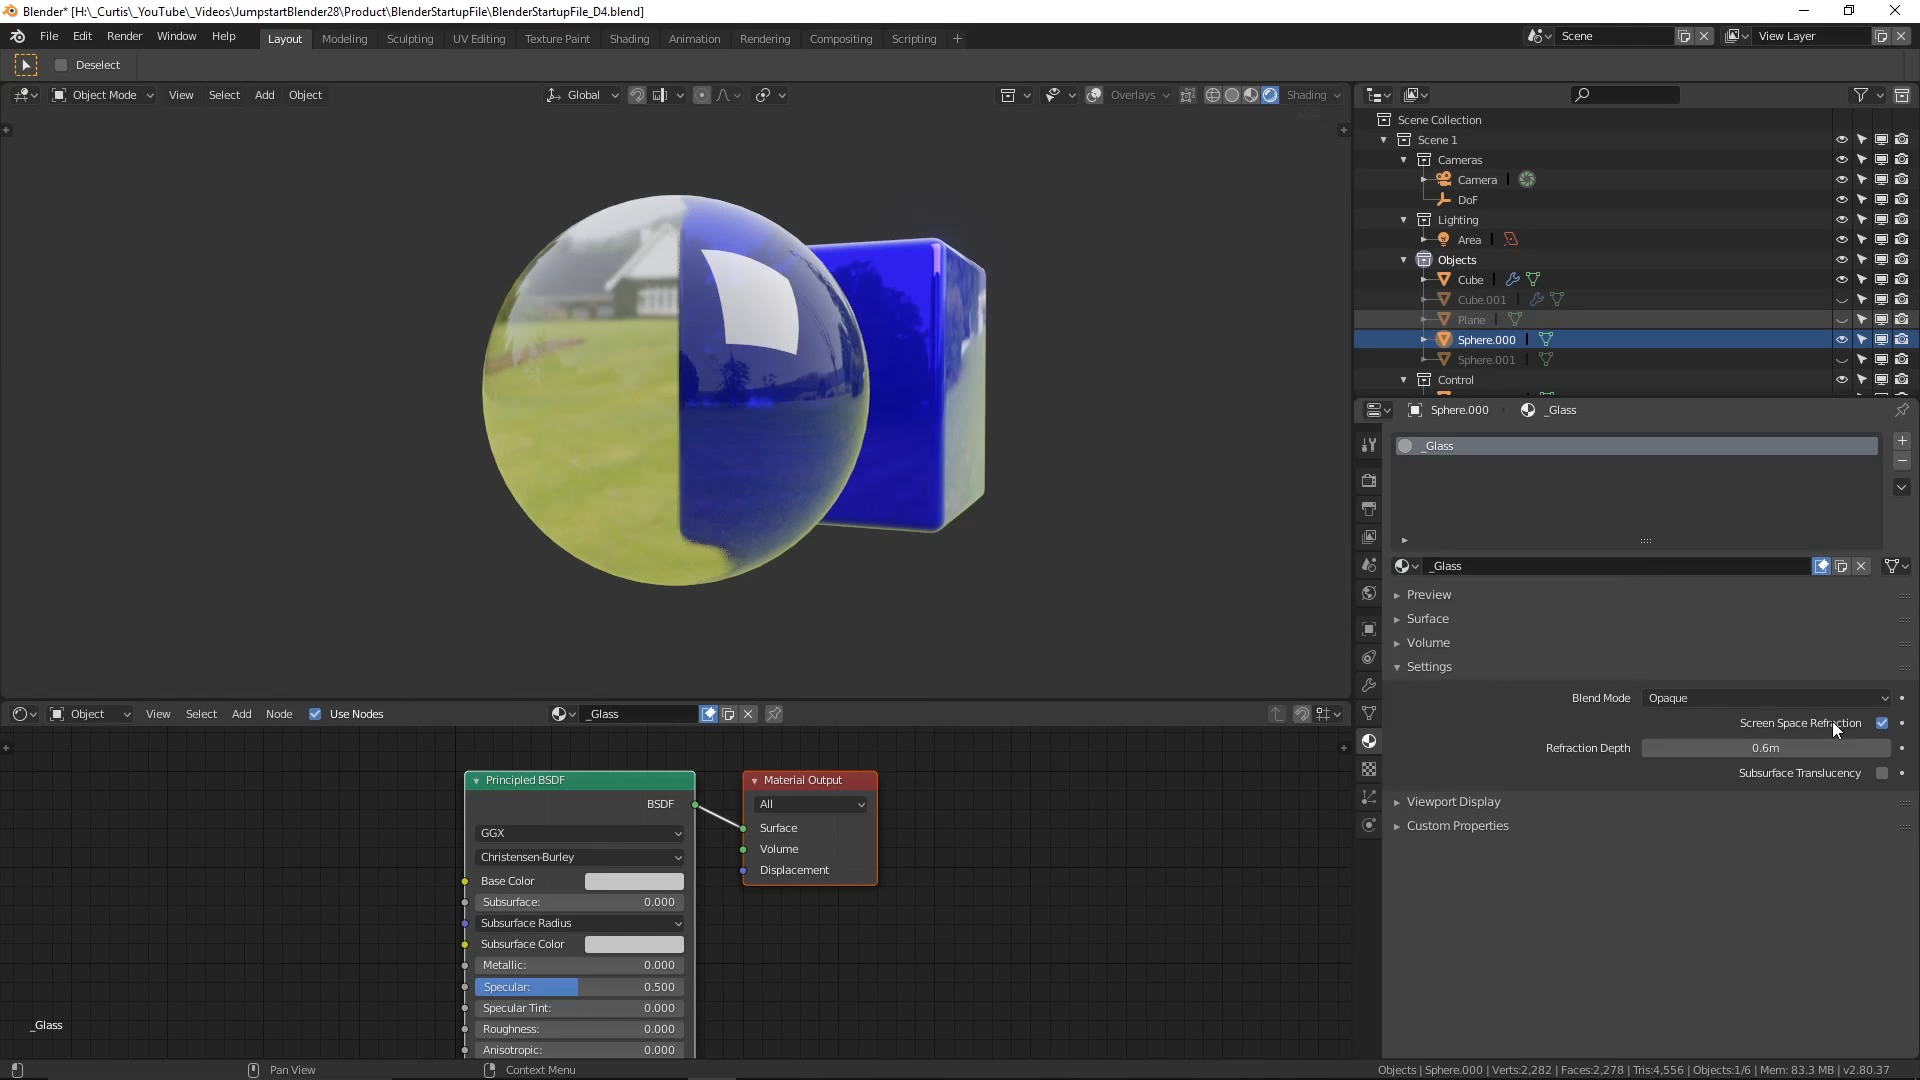 Blender* [H:\_Curtis\_YouTube\_Videos\JumpstartBlender28\Product\BlenderStartupFile\BlenderStartupFile_D4.blend]
File Edit Render Window Help Layout Modeling Sculpting UV Editing Texture Paint Shading Animation Rendering Compositing Scripting + Scene View Layer
Deselect
Object Mode View Select Add Object Global Overlays Shading
Scene Collection
Scene 1
Cameras
Camera
DoF
Lighting
Area
Objects
Cube
Cube.001
Plane
Sphere.000
Sphere.001
Control
Sphere.000 _Glass
_Glass
_Glass
Preview
Surface
Volume
Settings
Blend Mode Opaque
Screen Space Refraction
Refraction Depth 0.6m
Subsurface Translucency
Viewport Display
Custom Properties
Object View Select Add Node Use Nodes _Glass
Principled BSDF
BSDF
GGX
Christensen-Burley
Base Color
Subsurface: 0.000
Subsurface Radius
Subsurface Color
Metallic: 0.000
Specular: 0.500
Specular Tint: 0.000
Roughness: 0.000
Anisotropic: 0.000
Material Output
All
Surface
Volume
Displacement
_Glass
Pan View Context Menu Objects | Sphere.000 | Verts:2,282 | Faces:2,278 | Tris:4,556 | Objects:1/6 | Mem: 83.3 MB | v2.80.37